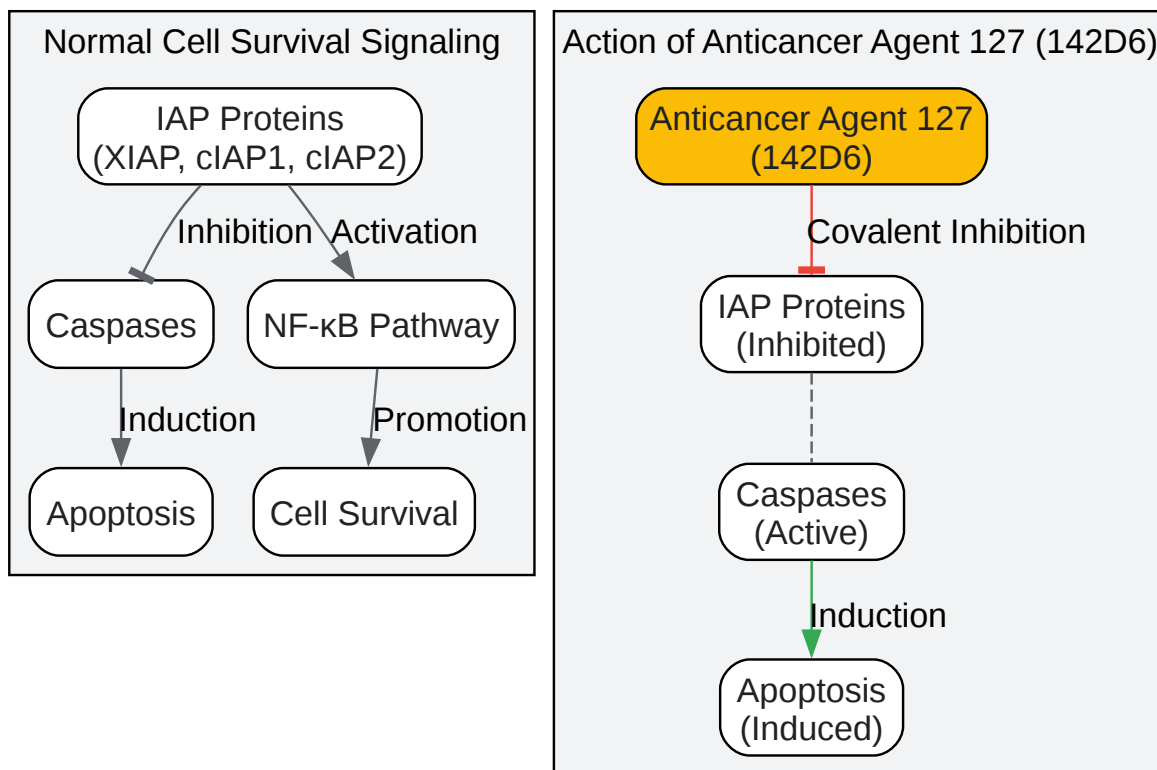 Normal Cell Survival Signaling
IAP Proteins
(XIAP, cIAP1, cIAP2)
Inhibition
Activation
Caspases
NF-κB Pathway
Induction
Promotion
Apoptosis
Cell Survival
Action of Anticancer Agent 127 (142D6)
Anticancer Agent 127
(142D6)
Covalent Inhibition
IAP Proteins
(Inhibited)
Caspases
(Active)
Induction
Apoptosis
(Induced)